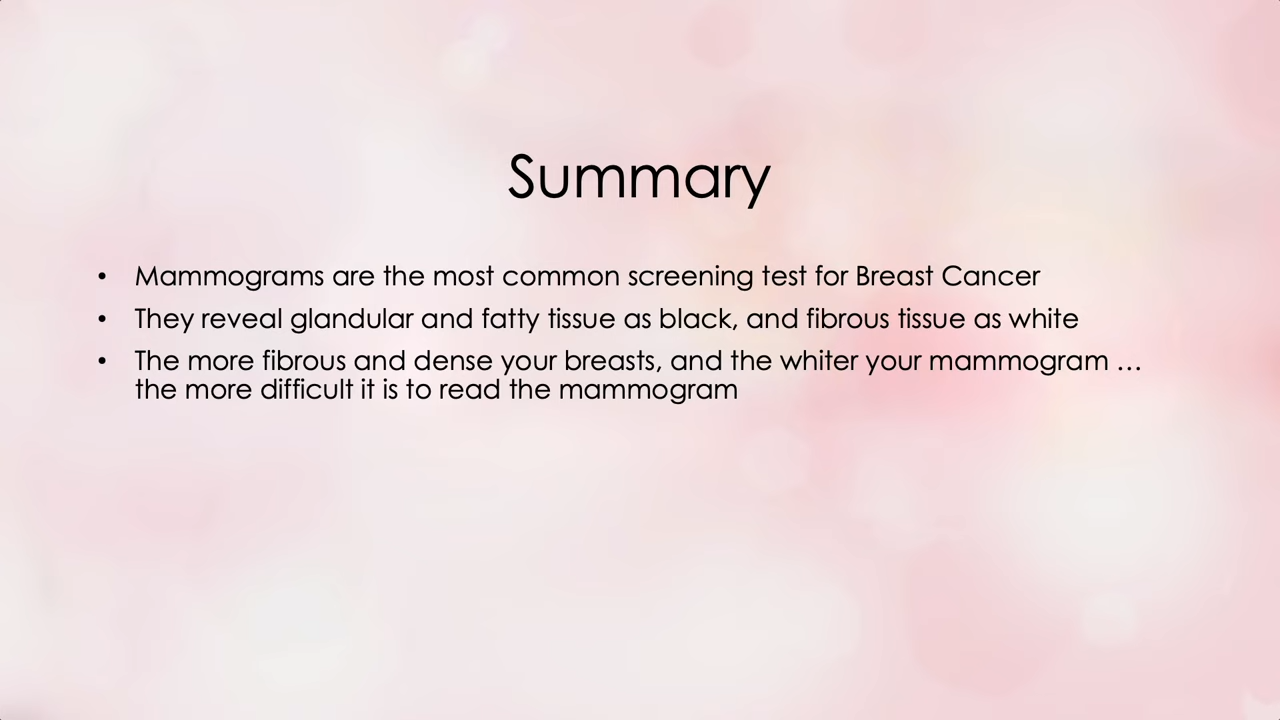 Summary
• Mammograms are the most common screening test for Breast Cancer
• They reveal glandular and fatty tissue as black, and fibrous tissue as white
• The more fibrous and dense your breasts, and the whiter your mammogram …
the more difficult it is to read the mammogram